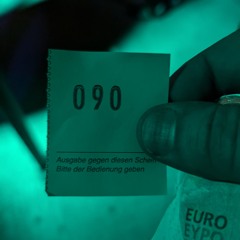 090
Ausgabe gegen diesen Schein
Bitte der Bedienung geben.
EURO
EXPO